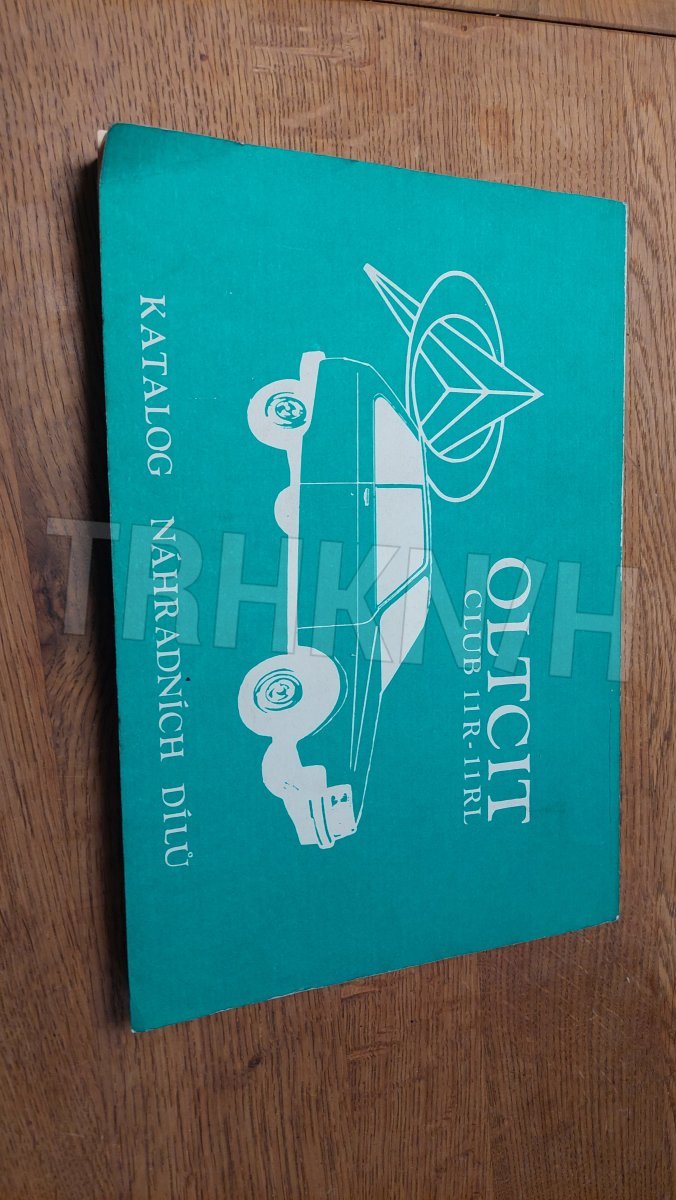 OLTCIT
CLUB 11R-11RL
KATALOG NÁHRADNÍCH DÍLŮ
TRHKNIH